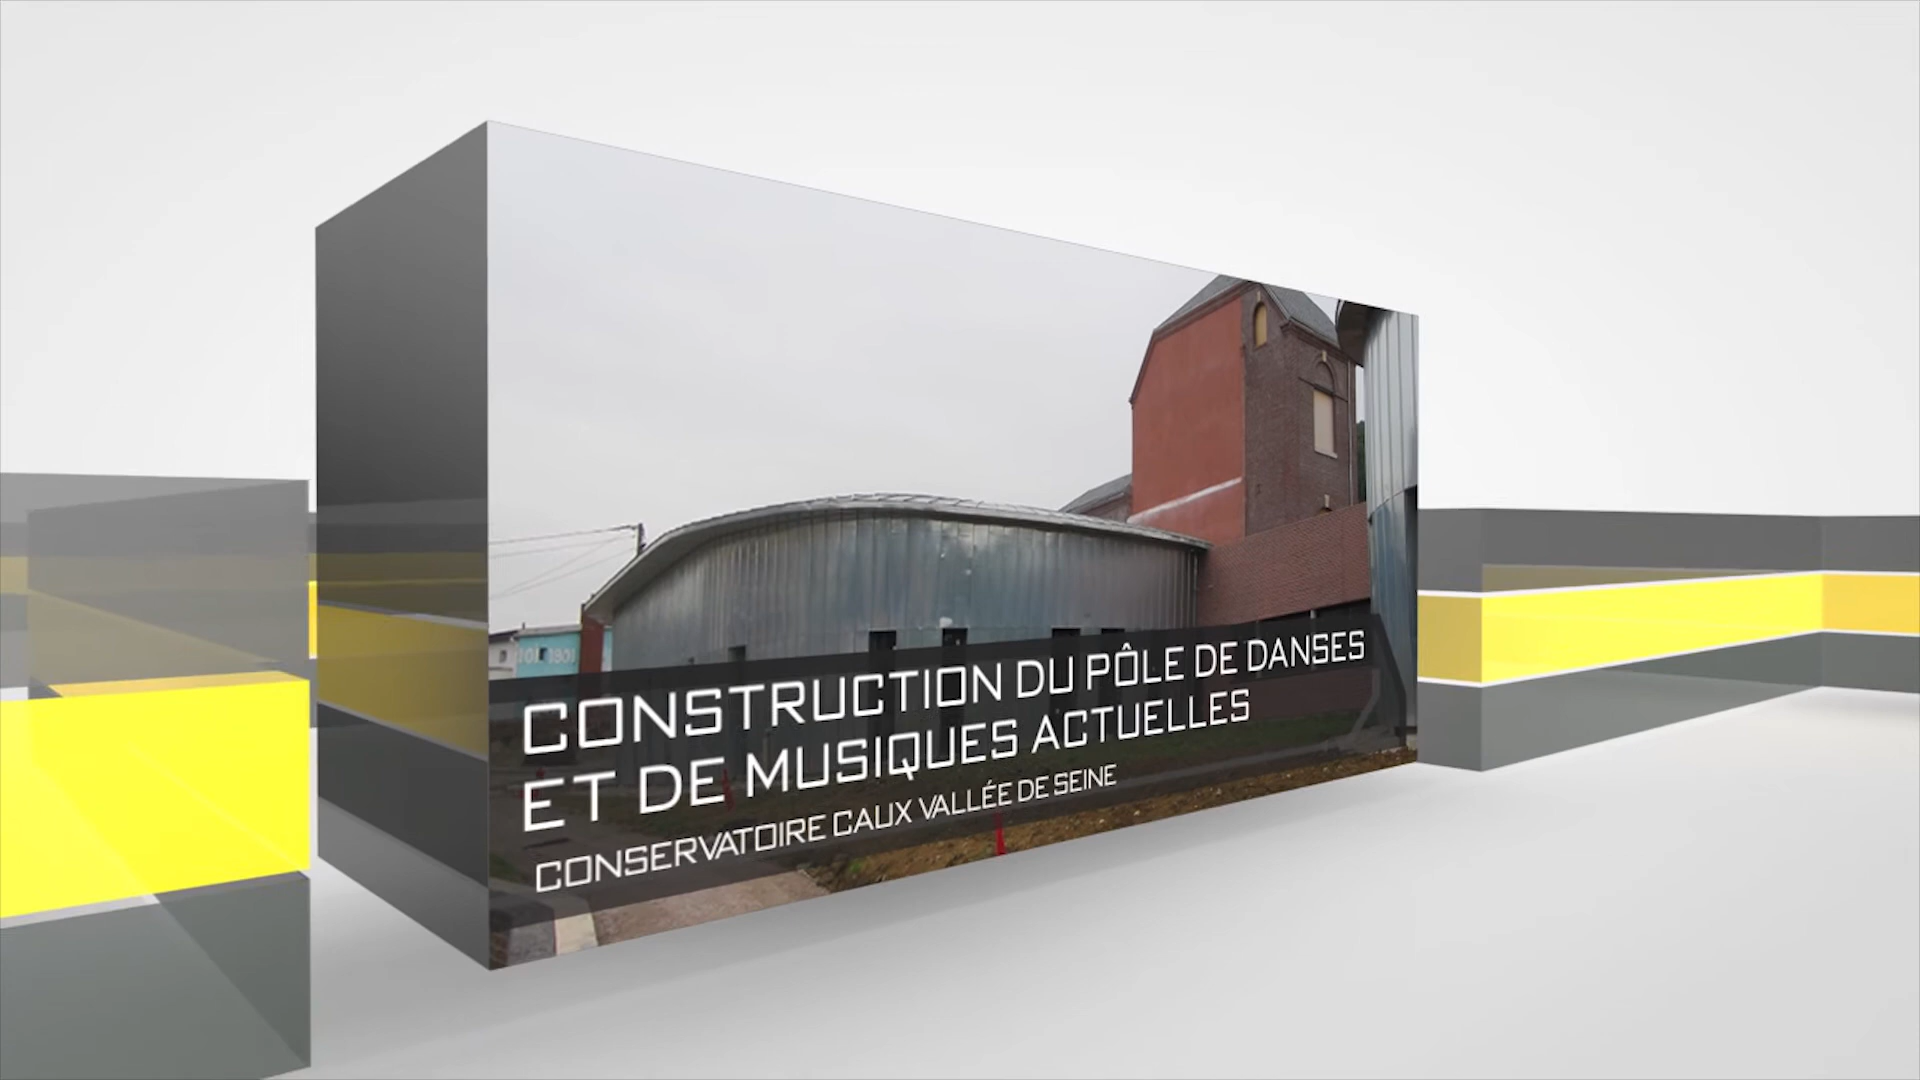 CONSTRUCTION DU PÔLE DE DANSES
ET DE MUSIQUES ACTUELLES
CONSERVATOIRE CAUX VALLÉE DE SEINE